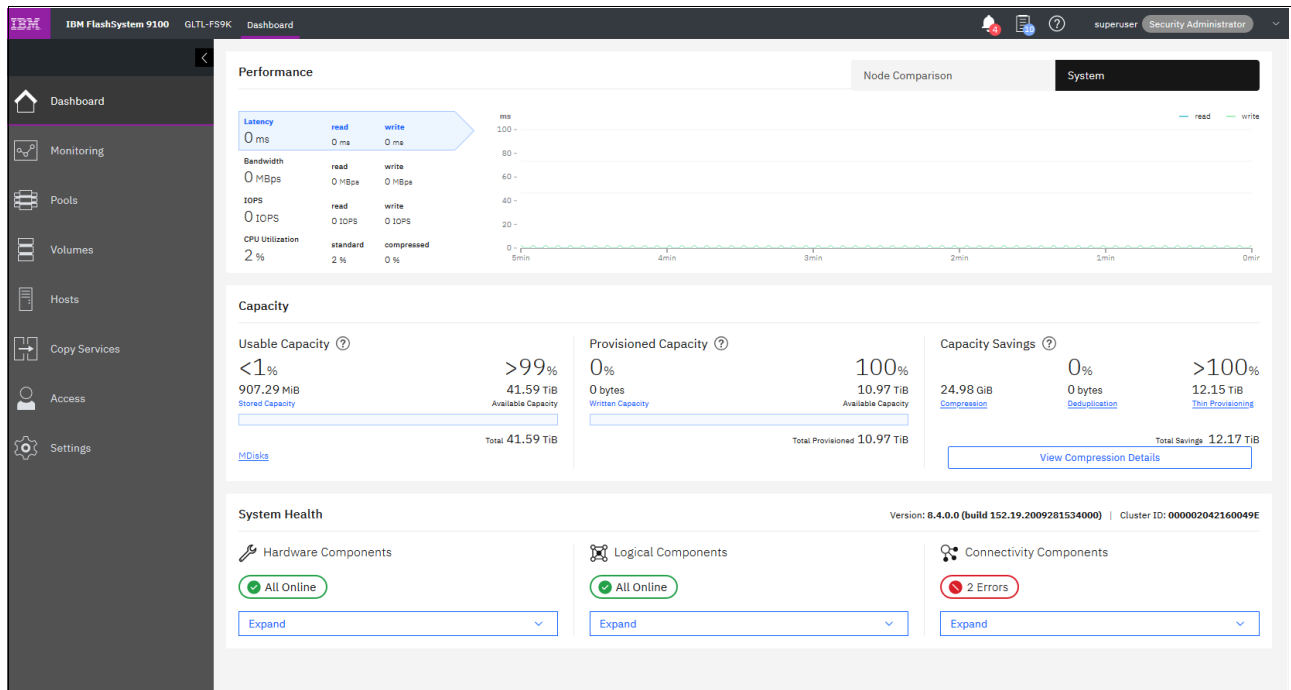 IBM IBM FlashSystem 9100 GLTL-FS9K Dashboard 4 10 ? superuser Security Administrator
Dashboard
Monitoring
Pools
Volumes
Hosts
Copy Services
Access
Settings
Performance Node Comparison System
Latency read write
0 ms 0 ms 0 ms
Bandwidth read write
0 MBps 0 MBps 0 MBps
IOPS read write
0 IOPS 0 IOPS 0 IOPS
CPU Utilization standard compressed
2 % 2 % 0 %
ms read write
100
80
60
40
20
0
5min 4min 3min 2min 1min 0min
Capacity
Usable Capacity ?
<1% >99%
907.29 MiB 41.59 TiB
Stored Capacity Available Capacity
Total 41.59 TiB
MDisks
Provisioned Capacity ?
0% 100%
0 bytes 10.97 TiB
Written Capacity Available Capacity
Total Provisioned 10.97 TiB
Capacity Savings ?
0% >100%
24.98 GiB 0 bytes 12.15 TiB
Compression Deduplication Thin Provisioning
Total Savings 12.17 TiB
View Compression Details
System Health Version: 8.4.0.0 (build 152.19.2009281534000) | Cluster ID: 000002042160049E
Hardware Components
All Online
Expand
Logical Components
All Online
Expand
Connectivity Components
2 Errors
Expand